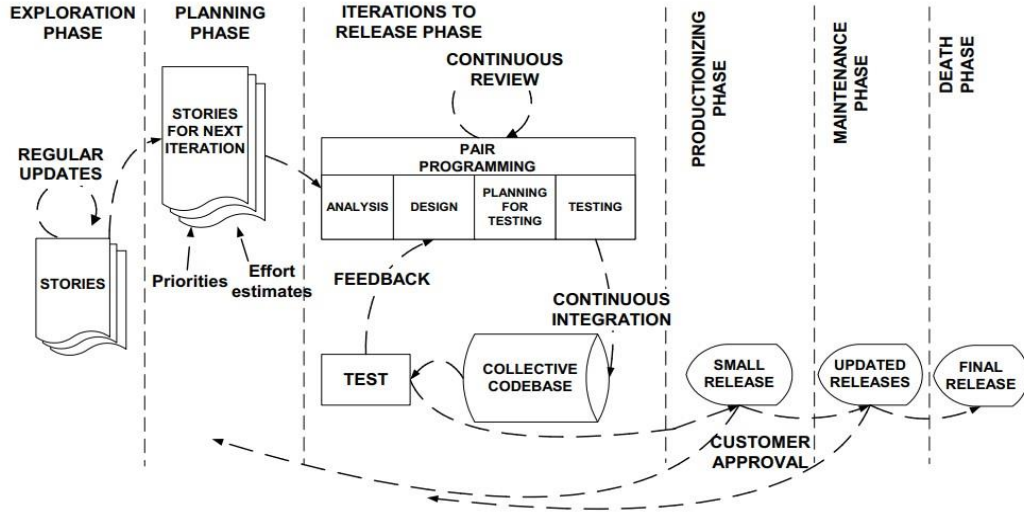 EXPLORATION
PHASE
PLANNING
PHASE
ITERATIONS TO
RELEASE PHASE
PRODUCTIONIZING
PHASE
MAINTENANCE
PHASE
DEATH
PHASE
REGULAR
UPDATES
STORIES
STORIES
FOR NEXT
ITERATION
Priorities
Effort
estimates
CONTINUOUS
REVIEW
PAIR
PROGRAMMING
ANALYSIS
DESIGN
PLANNING
FOR
TESTING
TESTING
FEEDBACK
CONTINUOUS
INTEGRATION
TEST
COLLECTIVE
CODEBASE
SMALL
RELEASE
UPDATED
RELEASES
FINAL
RELEASE
CUSTOMER
APPROVAL